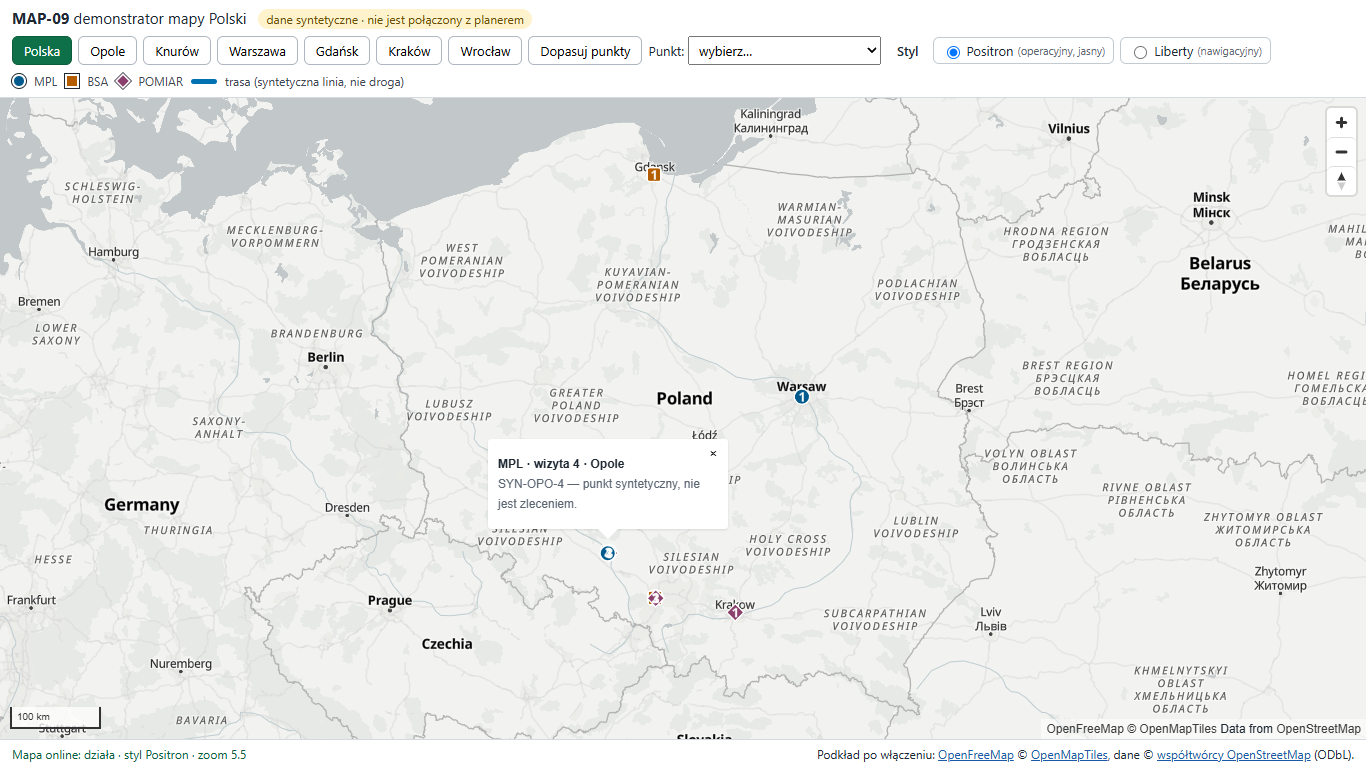 MAP-09 demonstrator mapy Polski dane syntetyczne · nie jest połączony z planerem
Polska Opole Knurów Warszawa Gdańsk Kraków Wrocław Dopasuj punkty Punkt: wybierz... Styl Positron (operacyjny, jasny) Liberty (nawigacyjny)
MPL BSA POMIAR trasa (syntetyczna linia, nie droga)
Kaliningrad
Калининград
Vilnius
Gdańsk
1
SCHLESWIG-
HOLSTEIN
Minsk
Мінск
WARMIAN-
MASURIAN
VOIVODESHIP
MECKLENBURG-
VORPOMMERN
HRODNA REGION
ГРОДЗЕНСКАЯ
ВОБЛАСЦЬ
Hamburg
WEST
POMERANIAN
VOIVODESHIP
Belarus
Беларусь
KUYAVIAN-
POMERANIAN
VOIVODESHIP
PODLACHIAN
VOIVODESHIP
Bremen
LOWER
SAXONY
BRANDENBURG
Berlin
BREST REGION
БРЭСЦКАЯ
ВОБЛАСЦЬ
Warsaw
1
Brest
Брэст
GREATER
POLAND
VOIVODESHIP
Poland
LUBUSZ
VOIVODESHIP
SAXONY-
ANHALT
Łódź
MPL · wizyta 4 · Opole ×
SYN-OPO-4 — punkt syntetyczny, nie
jest zleceniem.
VOLYN OBLAST
ВОЛИНСЬКА
ОБЛАСТЬ
RIVNE OBLAST
РІВНЕНСЬКА
ОБЛАСТЬ
Germany
Dresden
THURINGIA
ZHYTOMYR OBLAST
ЖИТОМИРСЬКА
ОБЛАСТЬ
LUBLIN
VOIVODESHIP
SILESIAN
VOIVODESHIP
HOLY CROSS
VOIVODESHIP
HESSE
SILESIAN
VOIVODESHIP
Zhytomyr
Житомир
Frankfurt
Prague
Krakow
1
Lviv
Львів
SUBCARPATHIAN
VOIVODESHIP
Czechia
Nuremberg
KHMELNYTSKYI
OBLAST
ХМЕЛЬНИЦЬКА
ОБЛАСТЬ
100 km
BAVARIA
Stuttgart
Slovakia
OpenFreeMap © OpenMapTiles Data from OpenStreetMap
Mapa online: działa · styl Positron · zoom 5.5
Podkład po włączeniu: OpenFreeMap © OpenMapTiles, dane © współtwórcy OpenStreetMap (ODbL).